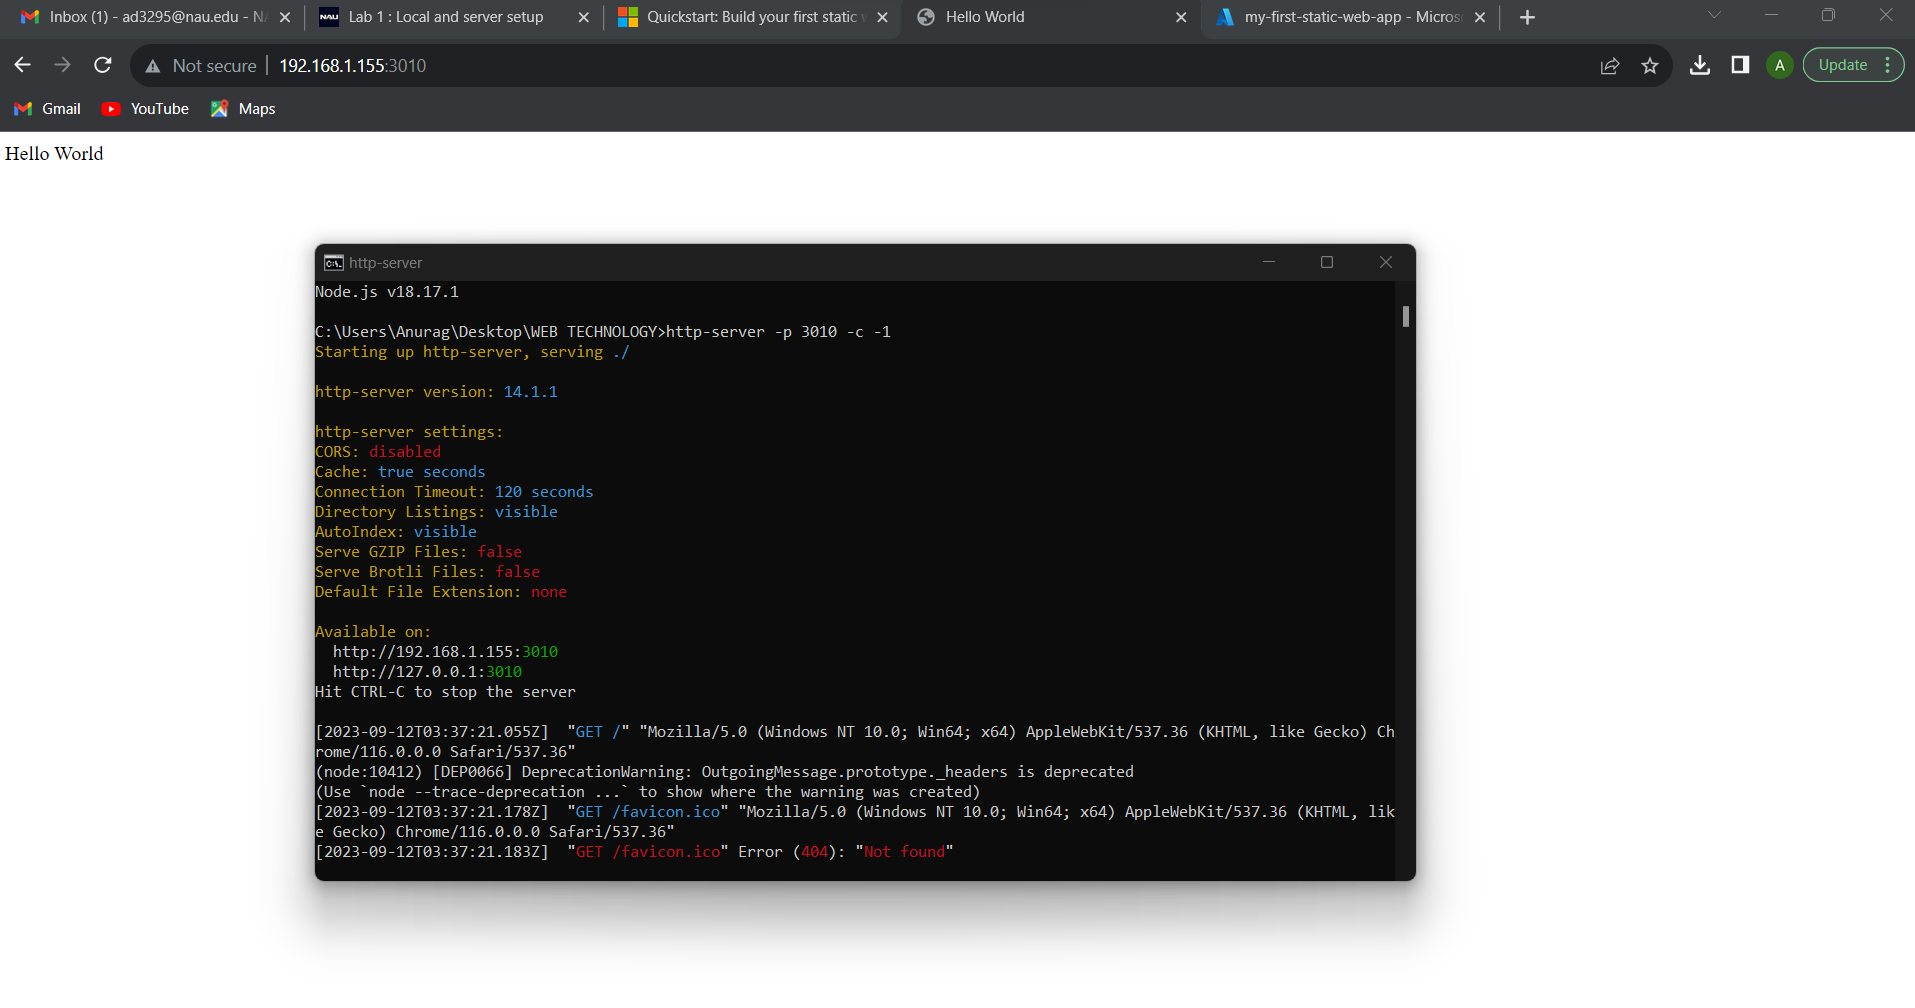 Inbox (1) - ad3295@nau.edu - N
NAU Lab 1 : Local and server setup
Quickstart: Build your first static
Hello World
my-first-static-web-app - Micros
Not secure
192.168.1.155:3010
A
Update
Gmail
YouTube
Maps
Hello World
C:\. http-server
Node.js v18.17.1
C:\Users\Anurag\Desktop\WEB TECHNOLOGY>http-server -p 3010 -c -1
Starting up http-server, serving ./
http-server version: 14.1.1
http-server settings:
CORS: disabled
Cache: true seconds
Connection Timeout: 120 seconds
Directory Listings: visible
AutoIndex: visible
Serve GZIP Files: false
Serve Brotli Files: false
Default File Extension: none
Available on:
http://192.168.1.155:3010
http://127.0.0.1:3010
Hit CTRL-C to stop the server
[2023-09-12T03:37:21.055Z]  "GET /" "Mozilla/5.0 (Windows NT 10.0; Win64; x64) AppleWebKit/537.36 (KHTML, like Gecko) Ch
rome/116.0.0.0 Safari/537.36"
(node:10412) [DEP0066] DeprecationWarning: OutgoingMessage.prototype._headers is deprecated
(Use `node --trace-deprecation ...` to show where the warning was created)
[2023-09-12T03:37:21.178Z]  "GET /favicon.ico" "Mozilla/5.0 (Windows NT 10.0; Win64; x64) AppleWebKit/537.36 (KHTML, lik
e Gecko) Chrome/116.0.0.0 Safari/537.36"
[2023-09-12T03:37:21.183Z]  "GET /favicon.ico" Error (404): "Not found"